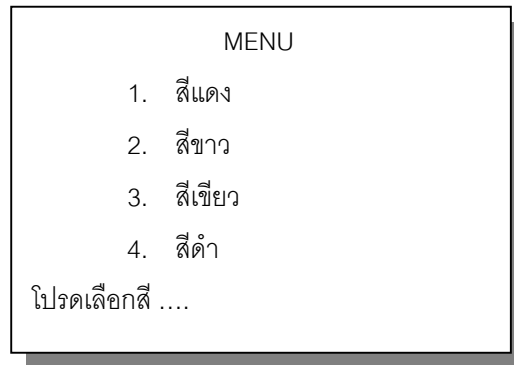 MENU
1. สีแดง
2. สีขาว
3. สีเขียว
4. สีดำ
โปรดเลือกสี ....